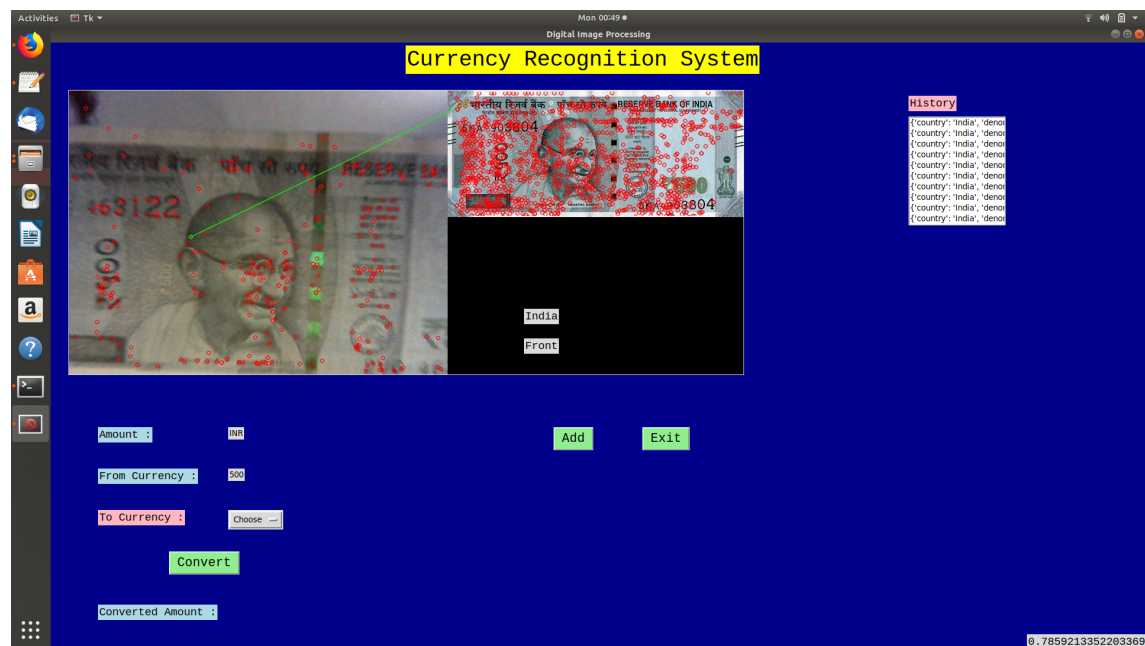 Activities Tk Mon 00:49
Digital Image Processing
Currency Recognition System
RESERVE
463122
भारतीय रिज़र्व बैंक
RESERVE BANK OF INDIA
History
{'country': 'India', 'denor
{'country': 'India', 'denor
{'country': 'India', 'denor
{'country': 'India', 'denor
{'country': 'India', 'denor
{'country': 'India', 'denor
{'country': 'India', 'denor
{'country': 'India', 'denor
{'country': 'India', 'denor
{'country': 'India', 'denor
India
Front
Amount : INR
Add Exit
From Currency : 500
To Currency : Choose
Convert
Converted Amount :
0.7859213352203369